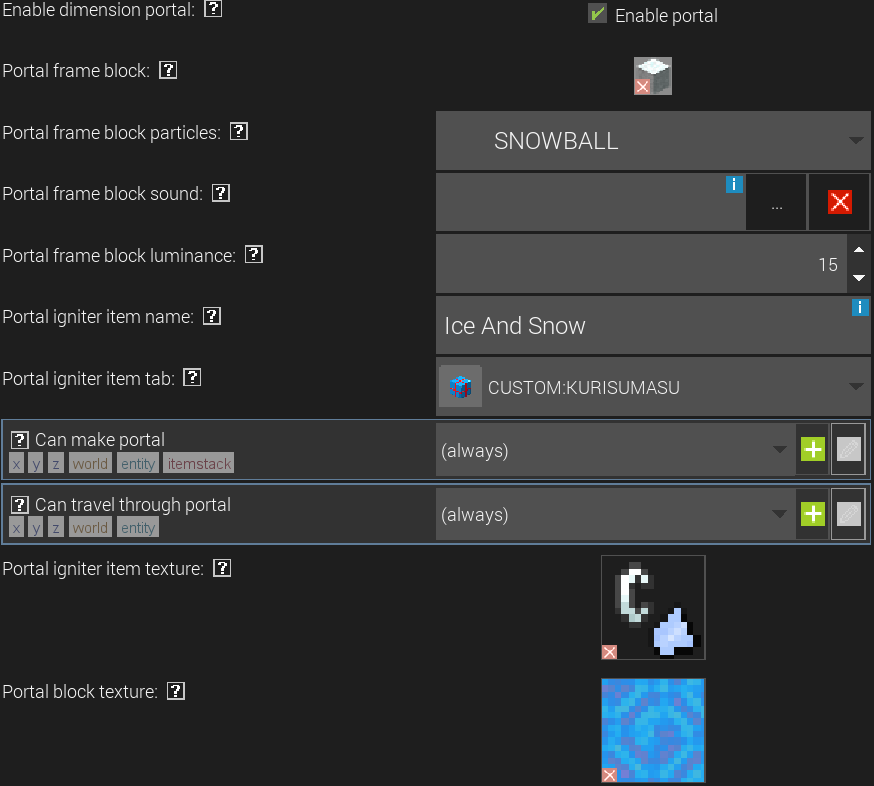 Enable dimension portal: ?
Enable portal
Portal frame block: ?
Portal frame block particles: ?
SNOWBALL
Portal frame block sound: ?
i
...
Portal frame block luminance: ?
15
Portal igniter item name: ?
Ice And Snow
i
Portal igniter item tab: ?
CUSTOM:KURISUMASU
? Can make portal
x y z world entity itemstack
(always)
? Can travel through portal
x y z world entity
(always)
Portal igniter item texture: ?
Portal block texture: ?